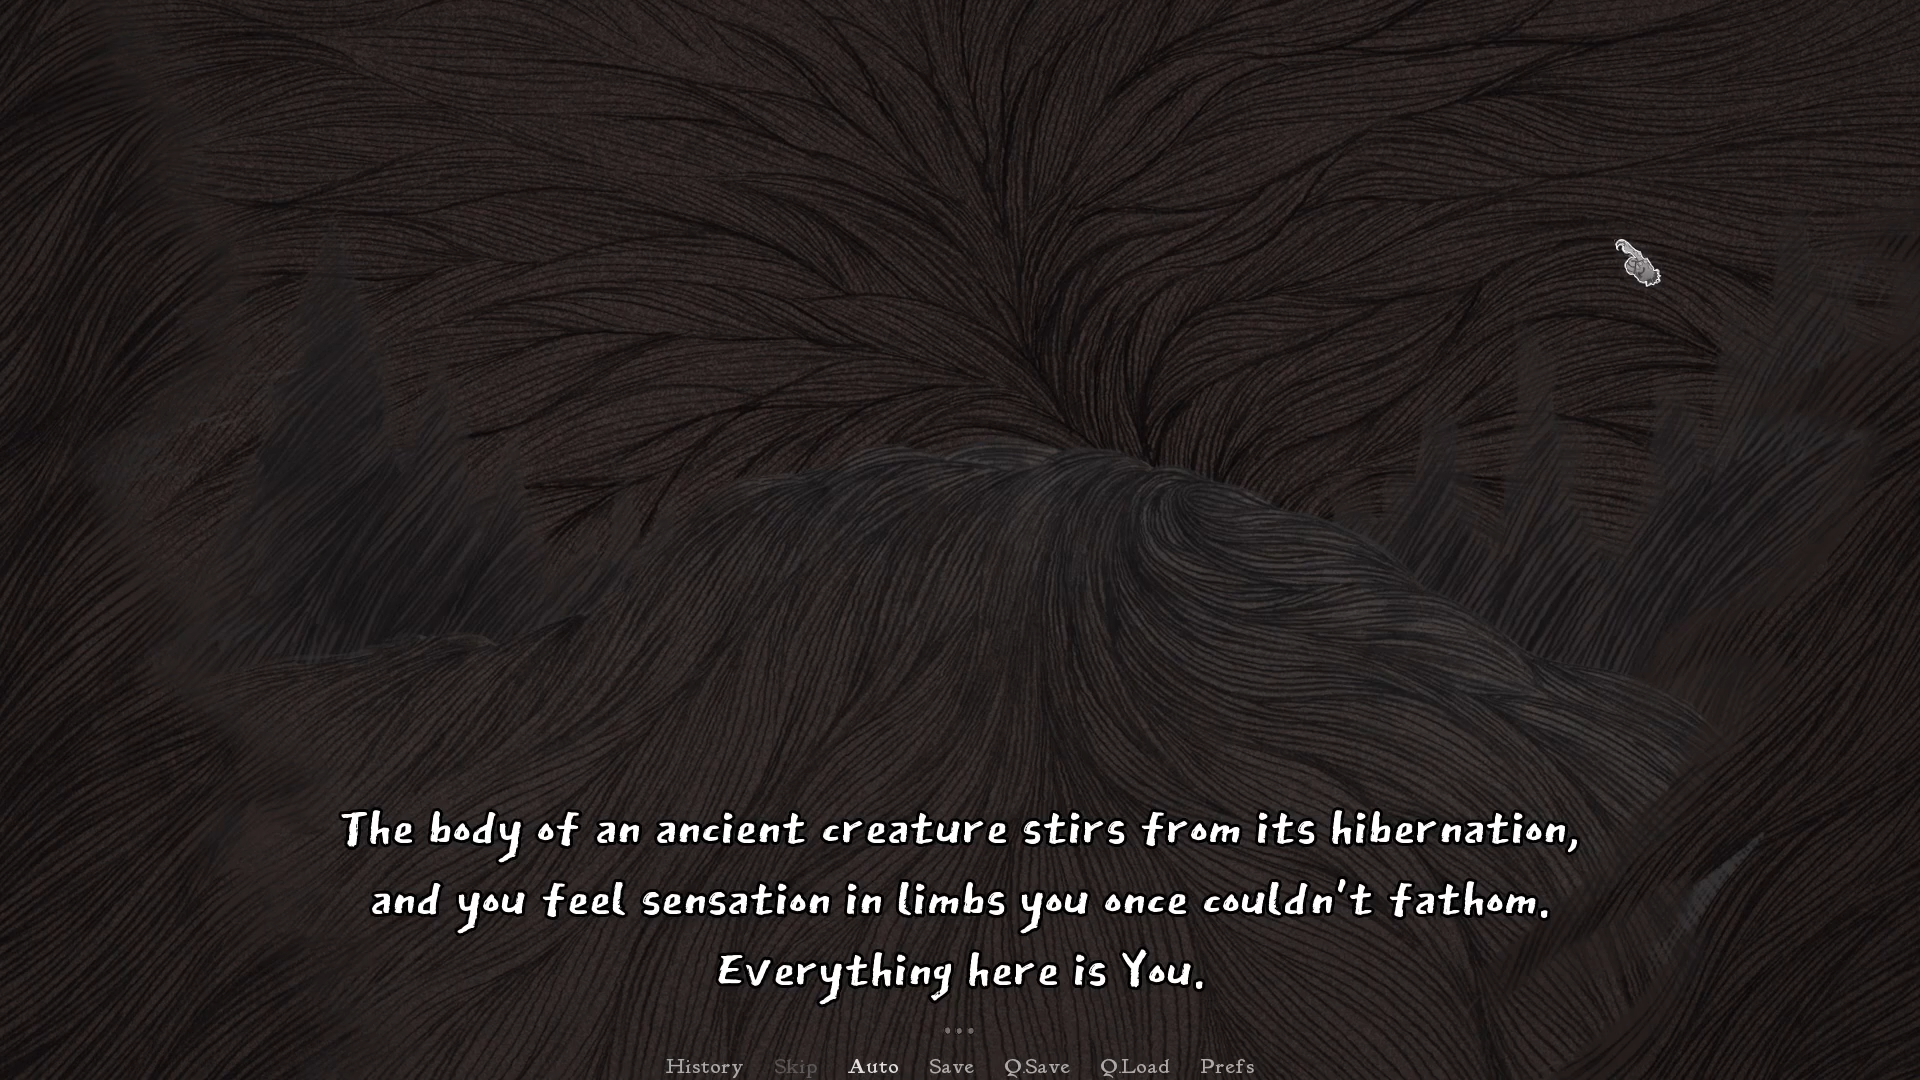 The body of an ancient creature stirs from its hibernation,
and you feel sensation in limbs you once couldn't fathom.
Everything here is You.
History Skip Auto Save Q.Save Q.Load Prefs